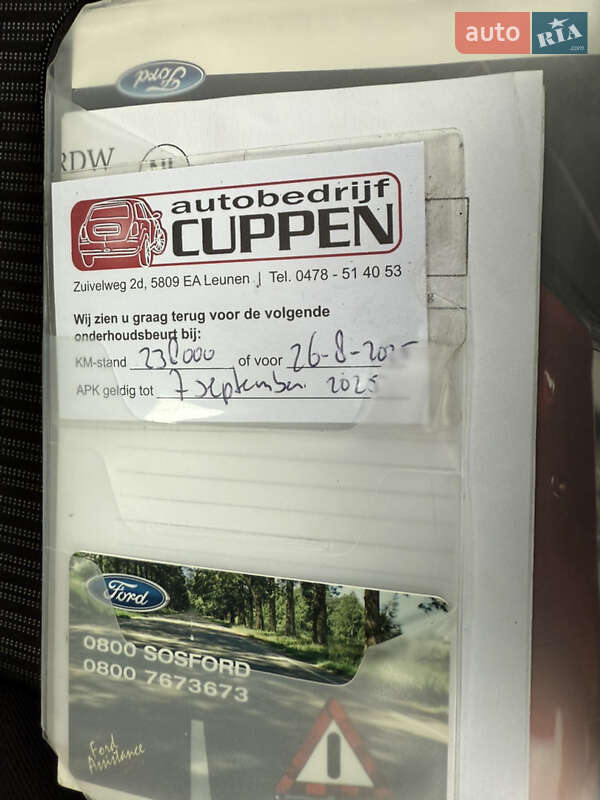 auto RIA .com
Ford
RDW NL
autobedrijf
CUPPEN
Zuivelweg 2d, 5809 EA Leunen | Tel. 0478 - 51 40 53
Wij zien u graag terug voor de volgende
onderhoudsbeurt bij:
KM-stand 238000 of voor 26-8-2025
APK geldig tot 7 september 2025
Ford
0800 SOSFORD
0800 7673673
Ford
Assistance